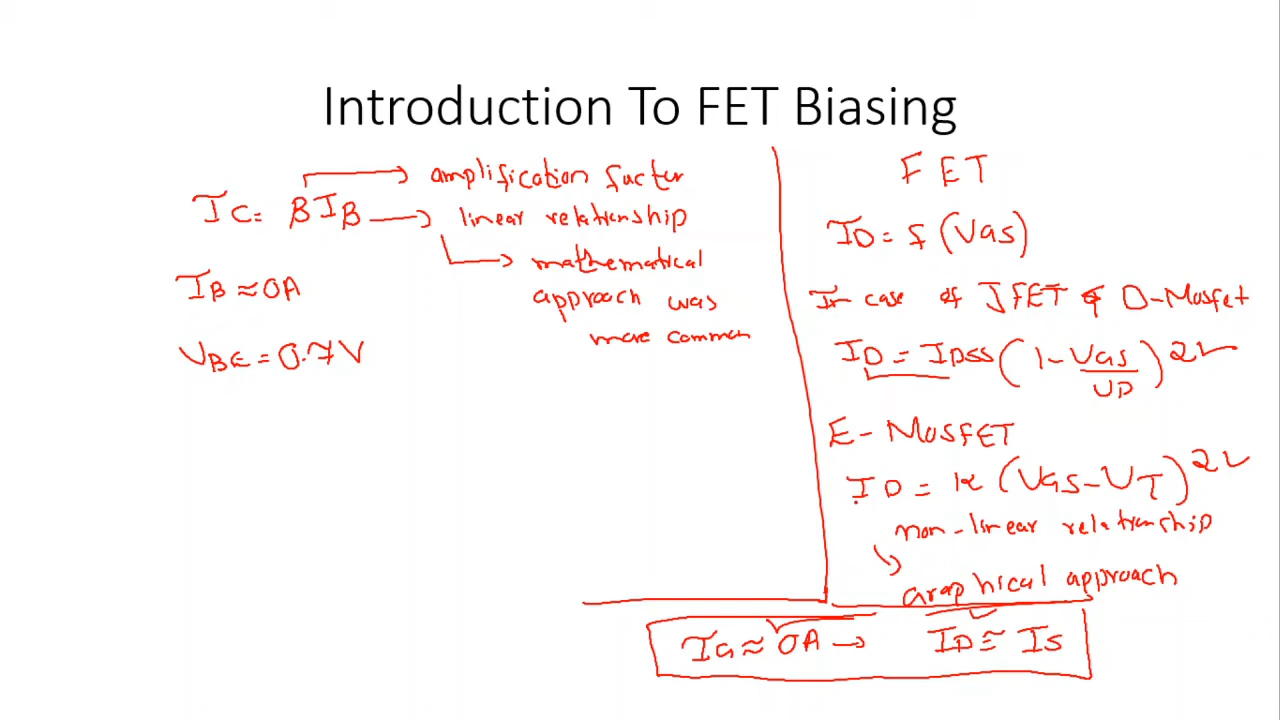 Introduction To FET Biasing
amplification facter
IC= βIB linear relationship
mathematical
approach was
more common
IB ≈ 0A
VBE = 0.7V
FET
ID = f (VGS)
In case of JFET & D-Mosfet
ID = IDSS (1 - VGS/VP)2
E-MOSFET
ID = K (VGS - VT)2
non-linear relationship
Graphical approach
IG ≈ 0A → ID ≅ IS